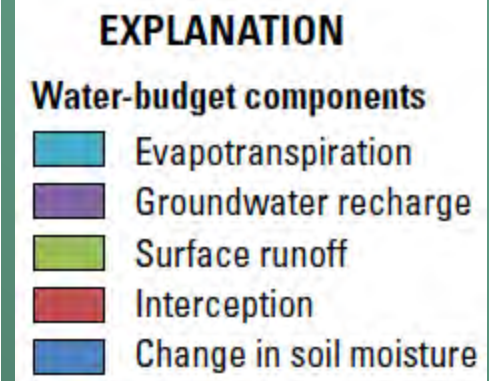 EXPLANATION
Water-budget components
Evapotranspiration
Groundwater recharge
Surface runoff
Interception
Change in soil moisture